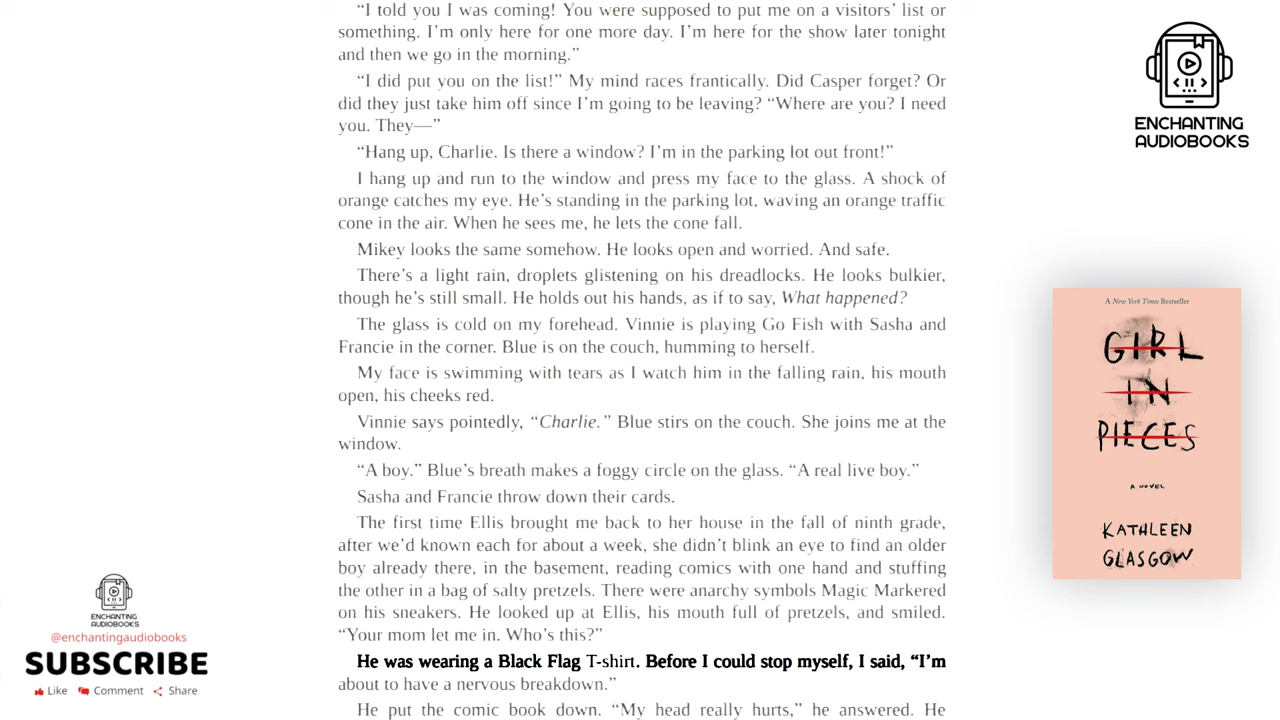 “I told you I was coming! You were supposed to put me on a visitors’ list or
something. I’m only here for one more day. I’m here for the show later tonight
and then we go in the morning.”
“I did put you on the list!” My mind races frantically. Did Casper forget? Or
did they just take him off since I’m going to be leaving? “Where are you? I need
you. They—”
“Hang up, Charlie. Is there a window? I’m in the parking lot out front!”
I hang up and run to the window and press my face to the glass. A shock of
orange catches my eye. He’s standing in the parking lot, waving an orange traffic
cone in the air. When he sees me, he lets the cone fall.
Mikey looks the same somehow. He looks open and worried. And safe.
There’s a light rain, droplets glistening on his dreadlocks. He looks bulkier,
though he’s still small. He holds out his hands, as if to say, What happened?
The glass is cold on my forehead. Vinnie is playing Go Fish with Sasha and
Francie in the corner. Blue is on the couch, humming to herself.
My face is swimming with tears as I watch him in the falling rain, his mouth
open, his cheeks red.
Vinnie says pointedly, “Charlie.” Blue stirs on the couch. She joins me at the
window.
“A boy.” Blue’s breath makes a foggy circle on the glass. “A real live boy.”
Sasha and Francie throw down their cards.
The first time Ellis brought me back to her house in the fall of ninth grade,
after we’d known each for about a week, she didn’t blink an eye to find an older
boy already there, in the basement, reading comics with one hand and stuffing
the other in a bag of salty pretzels. There were anarchy symbols Magic Markered
on his sneakers. He looked up at Ellis, his mouth full of pretzels, and smiled.
“Your mom let me in. Who’s this?”
He was wearing a Black Flag T-shirt. Before I could stop myself, I said, “I’m
about to have a nervous breakdown.”
He put the comic book down. “My head really hurts,” he answered. He
ENCHANTING
AUDIOBOOKS
A New York Times Bestseller
GIRL
IN
PIECES
A NOVEL
KATHLEEN
GLASGOW
ENCHANTING
AUDIOBOOKS
@enchantingaudiobooks
SUBSCRIBE
Like Comment Share